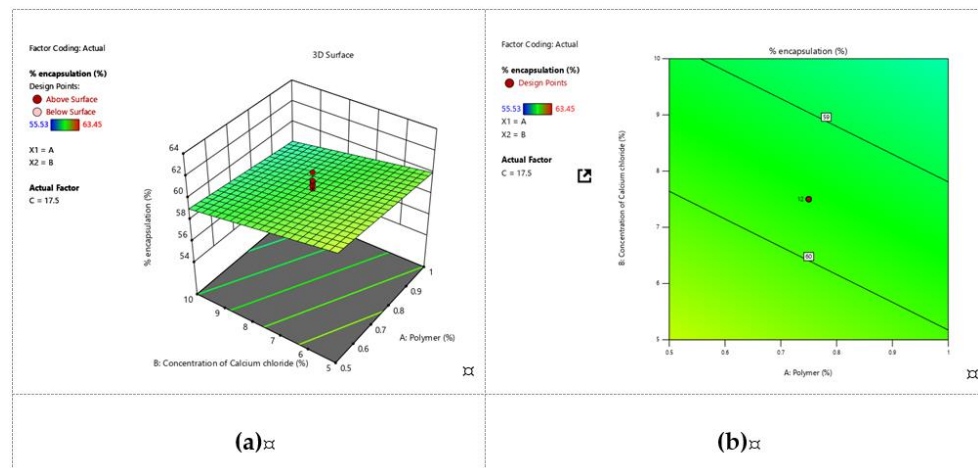 Factor Coding: Actual
3D Surface
% encapsulation (%)
Design Points:
Above Surface
Below Surface
55.53 63.45
X1 = A
X2 = B
Actual Factor
C = 17.5
64
62
60
58
56
54
% encapsulation (%)
10
9
8
7
6
5
B: Concentration of Calcium chloride (%)
0.5
0.6
0.7
0.8
0.9
1
A: Polymer (%)
¤
Factor Coding: Actual
% encapsulation (%)
Design Points
55.53 63.45
X1 = A
X2 = B
Actual Factor
C = 17.5
% encapsulation (%)
10
9
8
7
6
5
B: Concentration of Calcium chloride (%)
60
0.5 0.6 0.7 0.8 0.9 1
A: Polymer (%)
¤
(a)¤
(b)¤